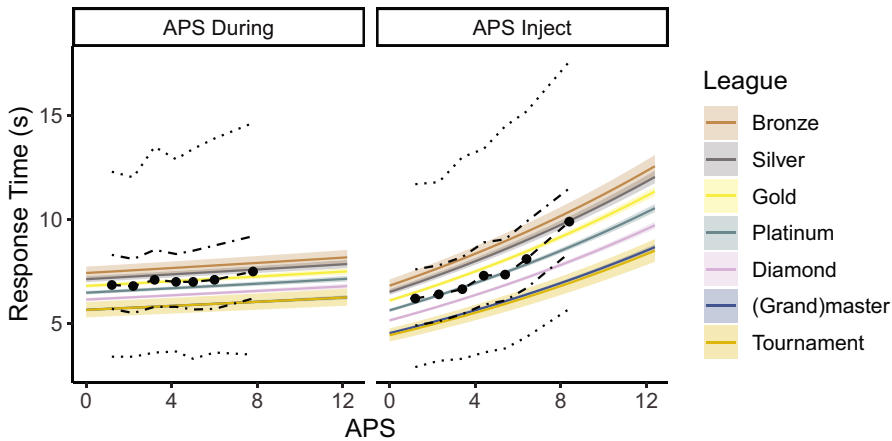 APS During
APS Inject
Response Time (s)
15
10
5
0
4
8
12
0
4
8
12
APS
League
Bronze
Silver
Gold
Platinum
Diamond
(Grand)master
Tournament